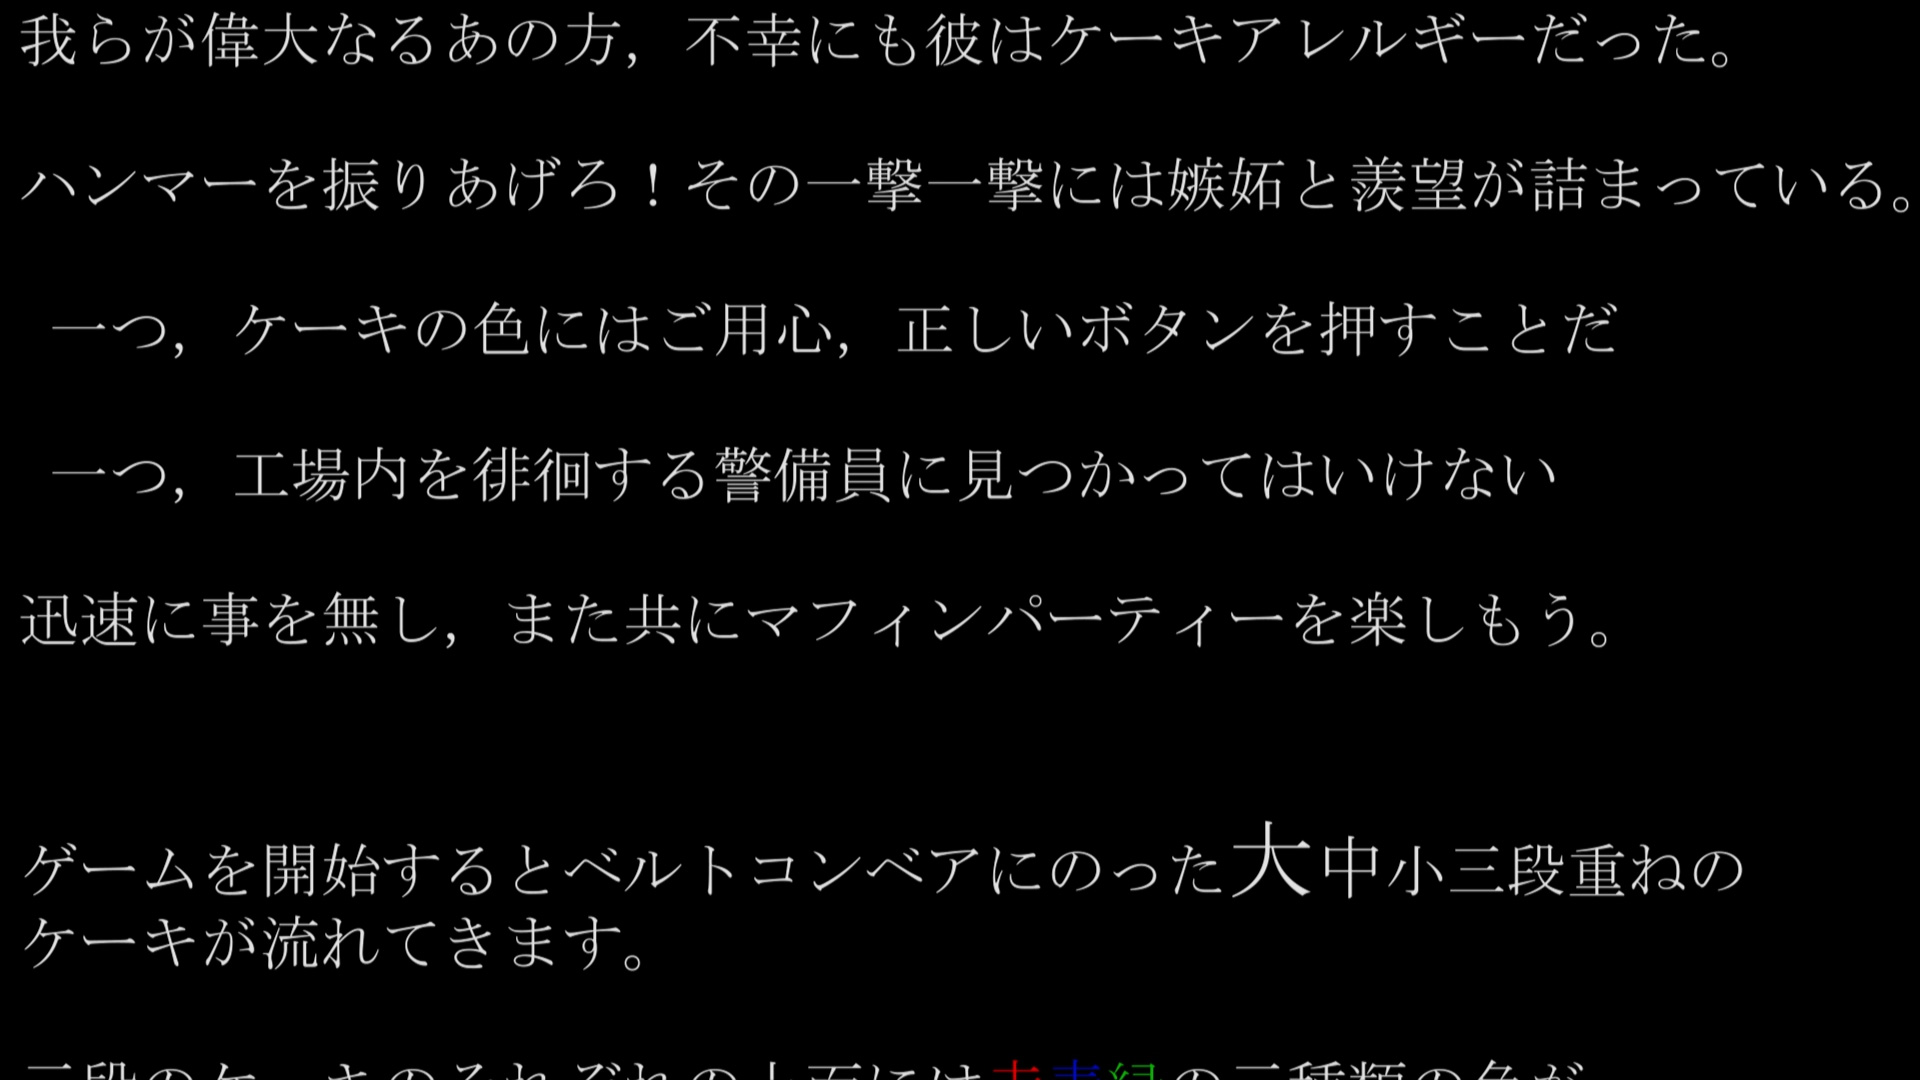 我らが偉大なるあの方，不幸にも彼はケーキアレルギーだった。
ハンマーを振りあげろ！その一撃一撃には嫉妬と羨望が詰まっている。
一つ，ケーキの色にはご用心，正しいボタンを押すことだ
一つ，工場内を徘徊する警備員に見つかってはいけない
迅速に事を無し，また共にマフィンパーティーを楽しもう。
ゲームを開始するとベルトコンベアにのった大中小三段重ねの
ケーキが流れてきます。